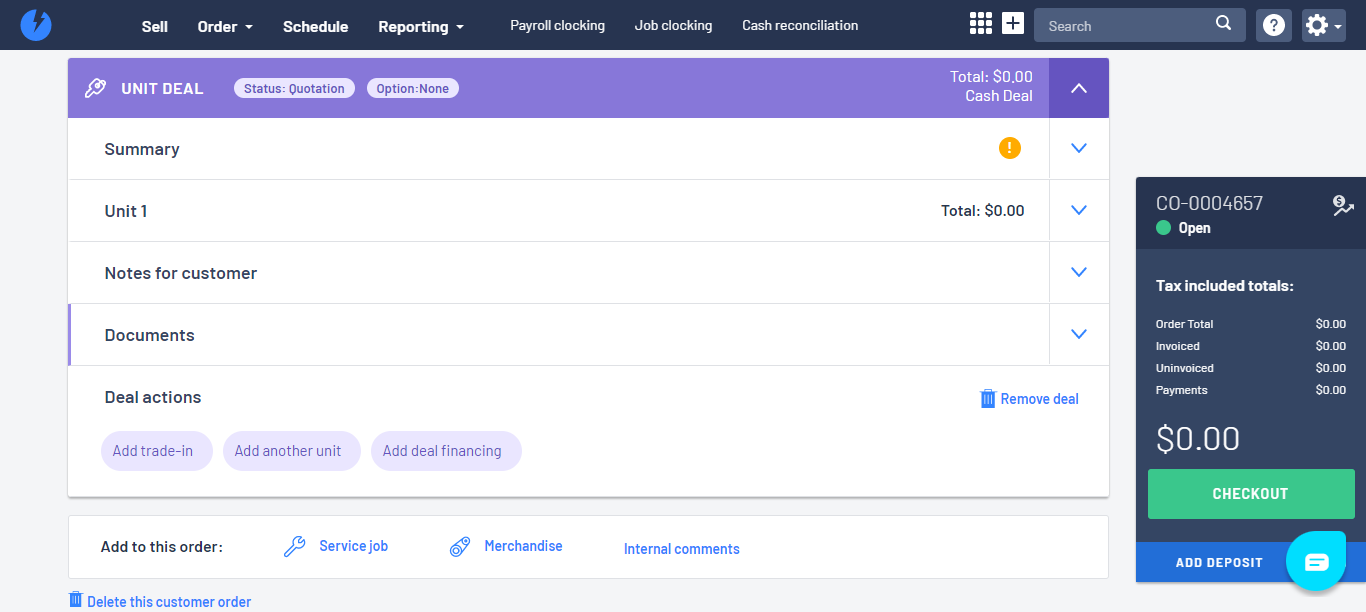 Sell Order Schedule Reporting Payroll clocking Job clocking Cash reconciliation Search ?
UNIT DEAL Status: Quotation Option:None Total: $0.00
Cash Deal
Summary !
Unit 1 Total: $0.00
Notes for customer
Documents
Deal actions Remove deal
Add trade-in Add another unit Add deal financing
Add to this order: Service job Merchandise Internal comments
Delete this customer order
CO-0004657 $
Open
Tax included totals:
Order Total $0.00
Invoiced $0.00
Uninvoiced $0.00
Payments $0.00
$0.00
CHECKOUT
ADD DEPOSIT